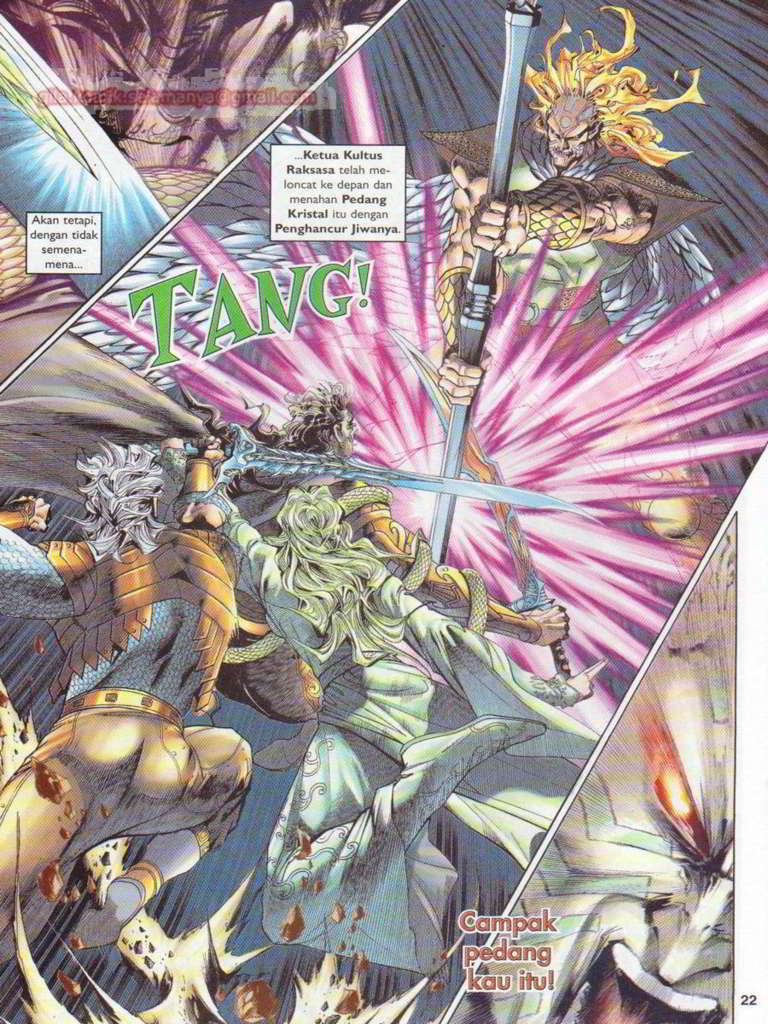 Akan tetapi,
dengan tidak
semena-
mena...
...Ketua Kultus
Raksasa telah me-
loncat ke depan dan
menahan Pedang
Kristal itu dengan
Penghancur Jiwanya.
TANG!
Campak
pedang
kau itu!
22